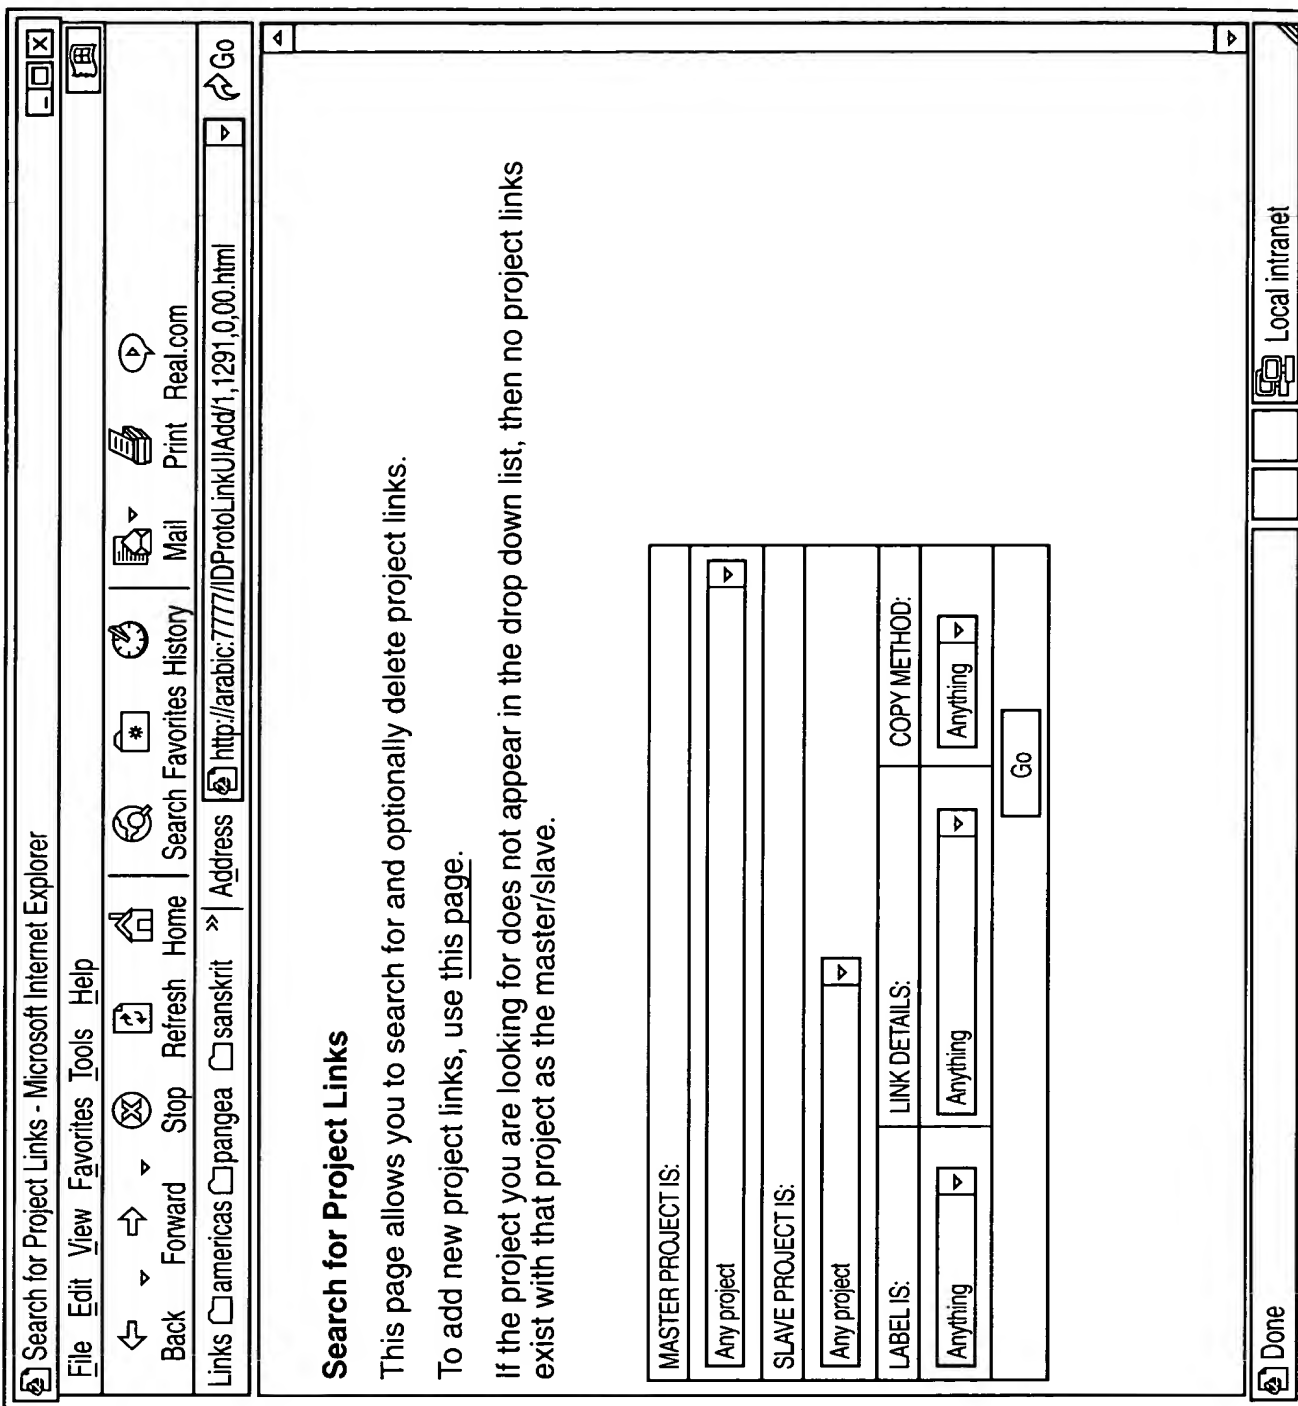 Search for Project Links - Microsoft Internet Explorer
File Edit View Favorites Tools Help
Back Forward Stop Refresh Home Search Favorites History Mail Print Real.com
Links americas pangea sanskrit » Address http://arabic:7777/IDProtoLinkUIAdd/1,1291,0,00.html Go
Search for Project Links
This page allows you to search for and optionally delete project links.
To add new project links, use this page.
If the project you are looking for does not appear in the drop down list, then no project links
exist with that project as the master/slave.
MASTER PROJECT IS:
Any project
SLAVE PROJECT IS:
Any project
LABEL IS: LINK DETAILS: COPY METHOD:
Anything Anything Anything
Go
Done Local intranet